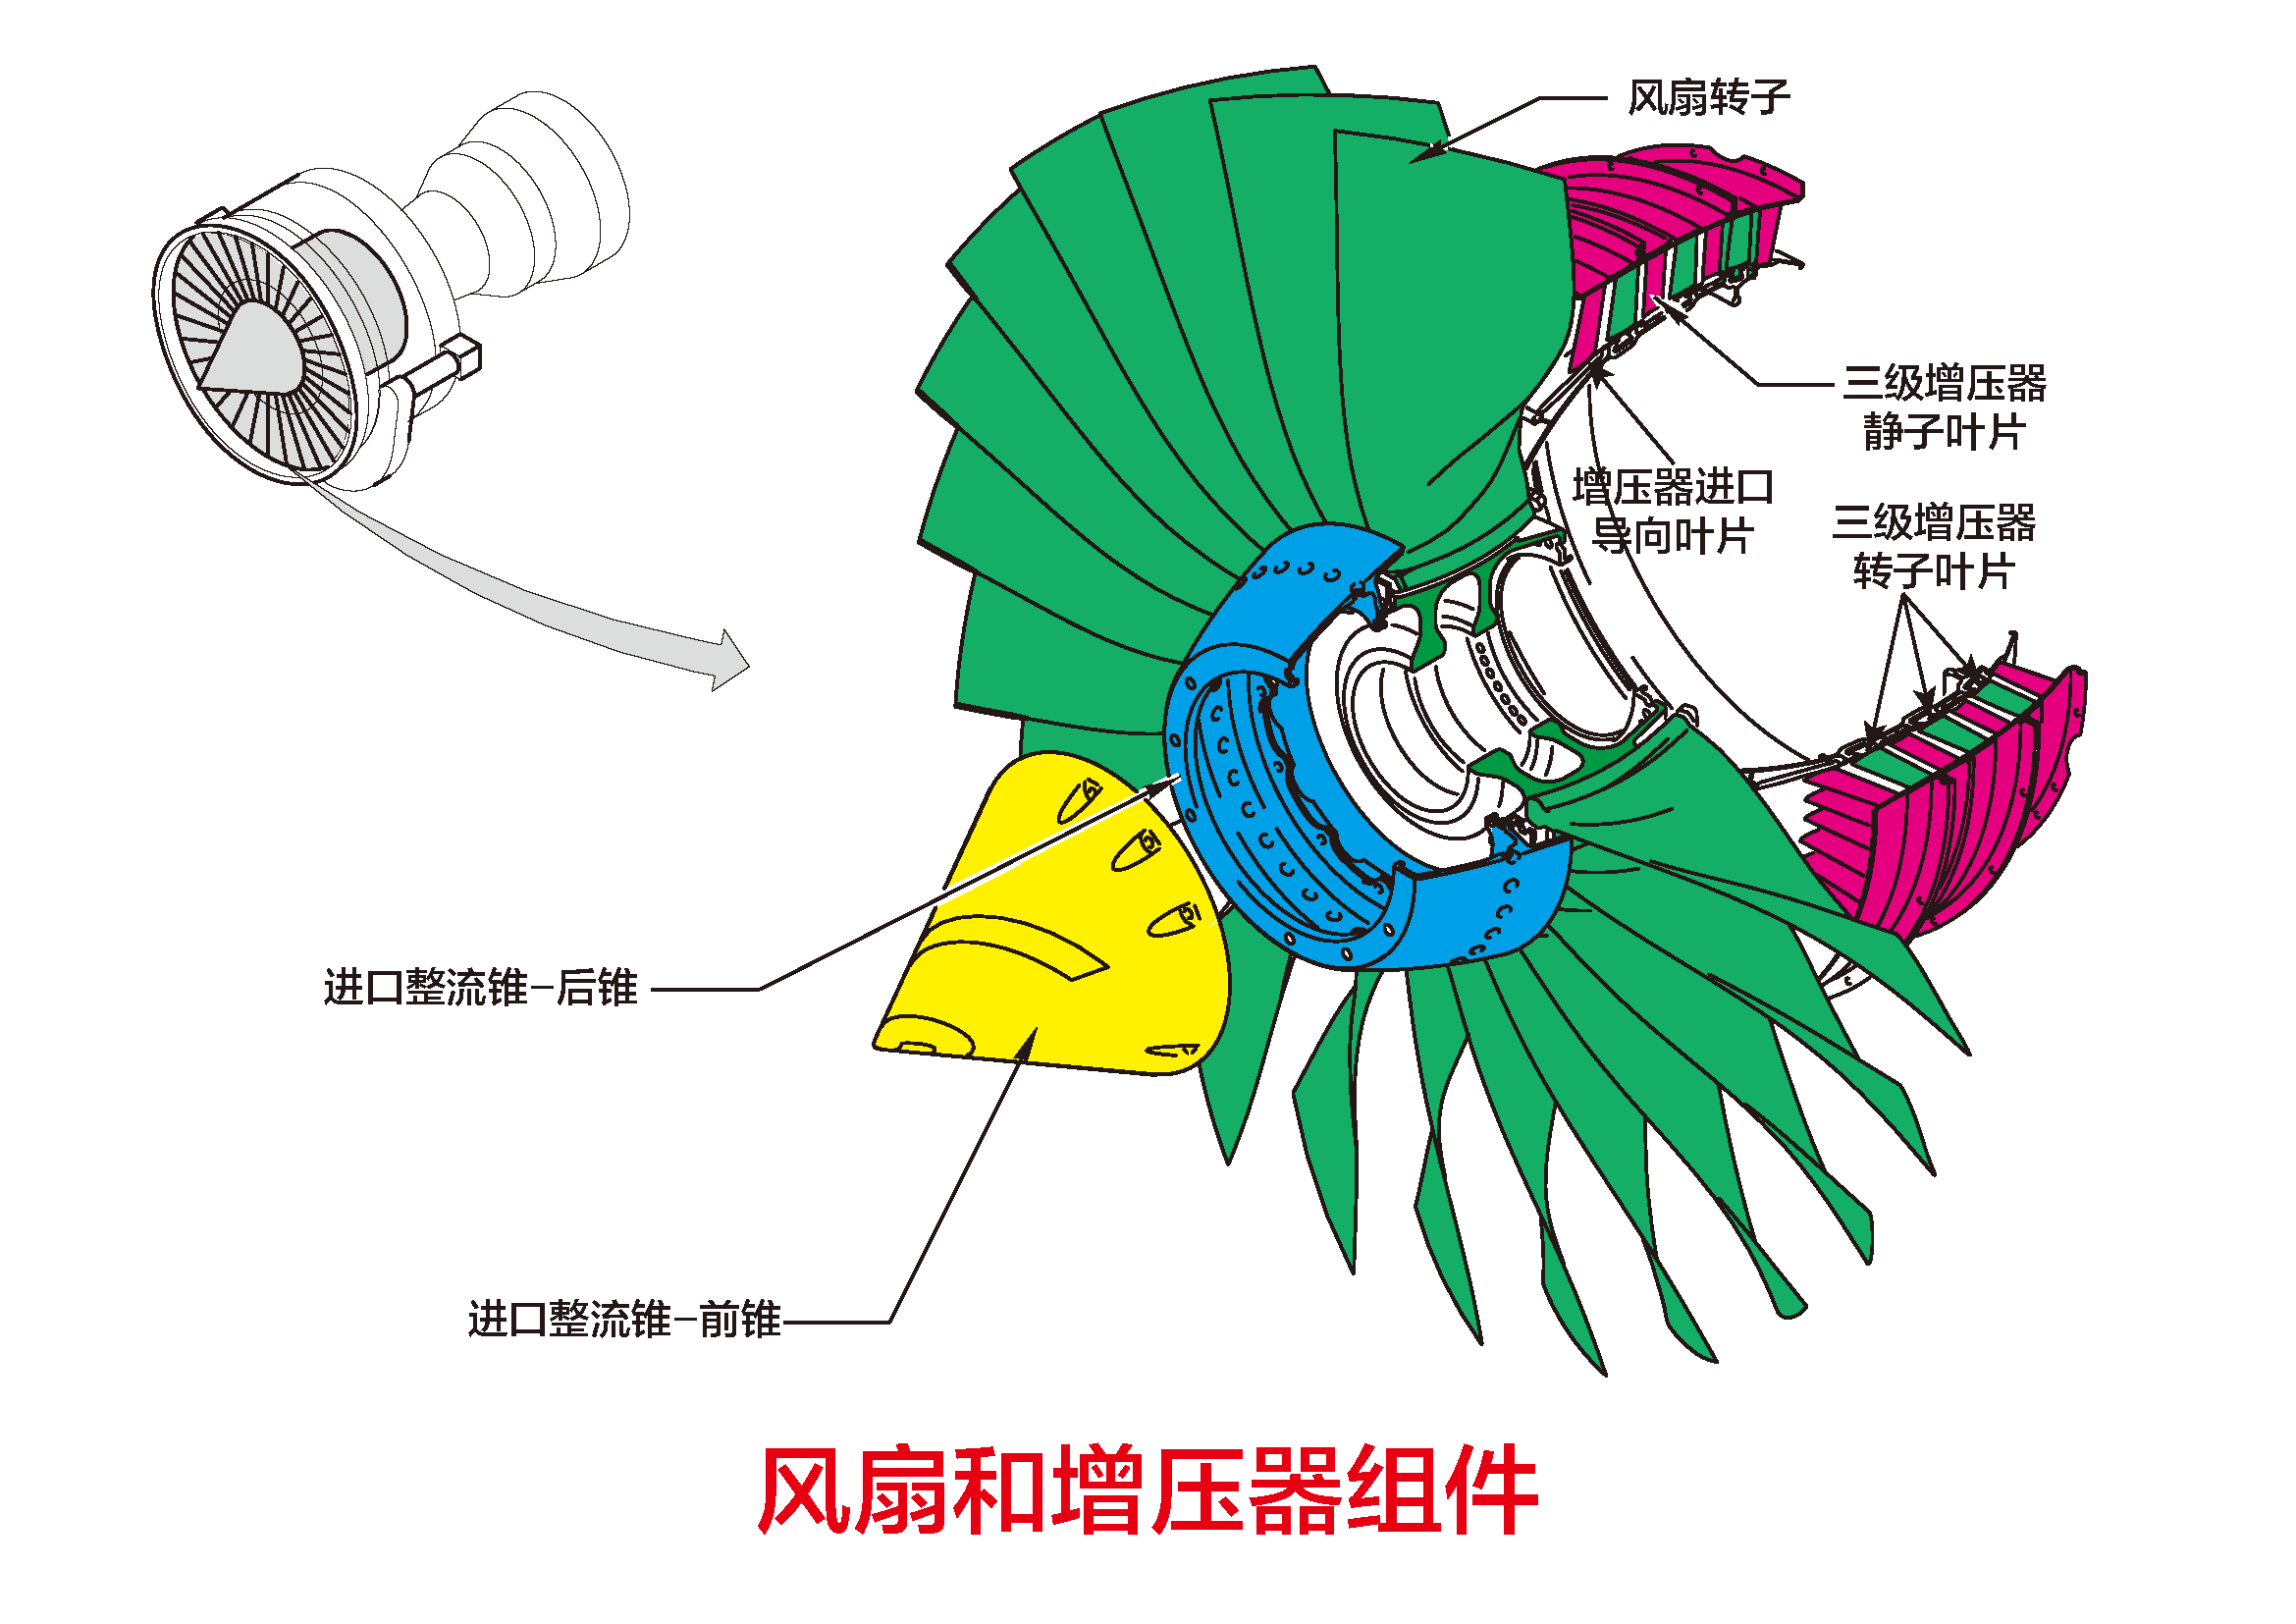 风扇转子
三级增压器
静子叶片
增压器进口
导向叶片
三级增压器
转子叶片
进口整流锥–后锥
进口整流锥–前锥
风扇和增压器组件